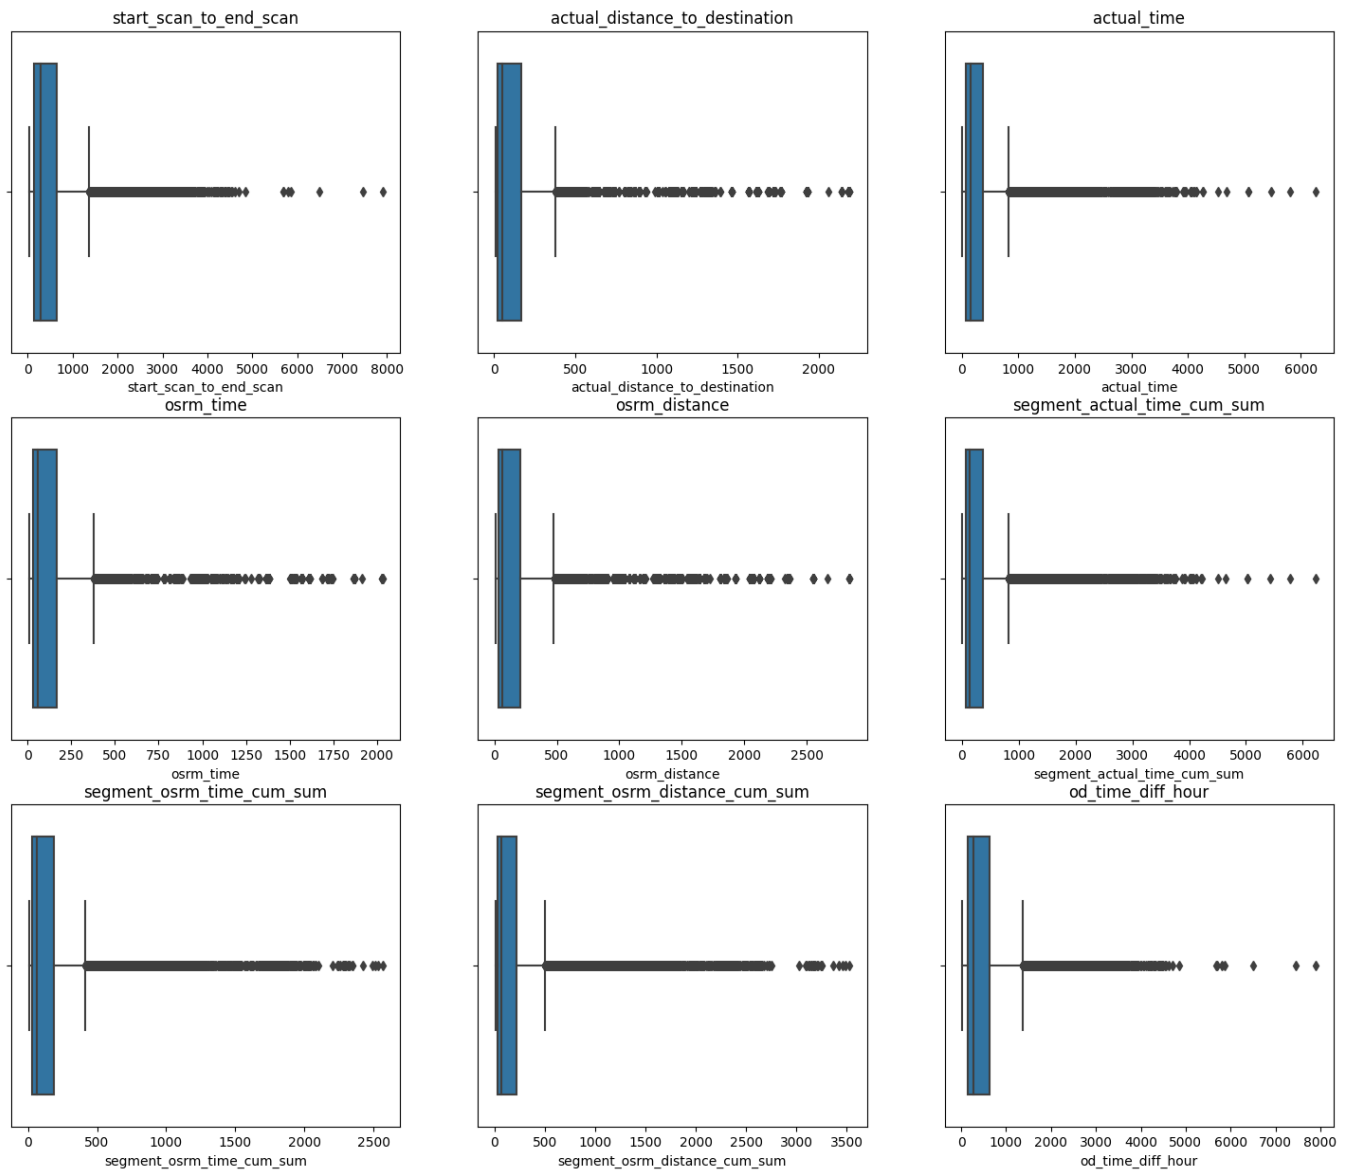 start_scan_to_end_scan
actual_distance_to_destination
actual_time
0 1000 2000 3000 4000 5000 6000 7000 8000
0 500 1000 1500 2000
0 1000 2000 3000 4000 5000 6000
start_scan_to_end_scan
actual_distance_to_destination
actual_time
osrm_time
osrm_distance
segment_actual_time_cum_sum
0 250 500 750 1000 1250 1500 1750 2000
0 500 1000 1500 2000 2500
0 1000 2000 3000 4000 5000 6000
osrm_time
osrm_distance
segment_actual_time_cum_sum
segment_osrm_time_cum_sum
segment_osrm_distance_cum_sum
od_time_diff_hour
0 500 1000 1500 2000 2500
0 500 1000 1500 2000 2500 3000 3500
0 1000 2000 3000 4000 5000 6000 7000 8000
segment_osrm_time_cum_sum
segment_osrm_distance_cum_sum
od_time_diff_hour